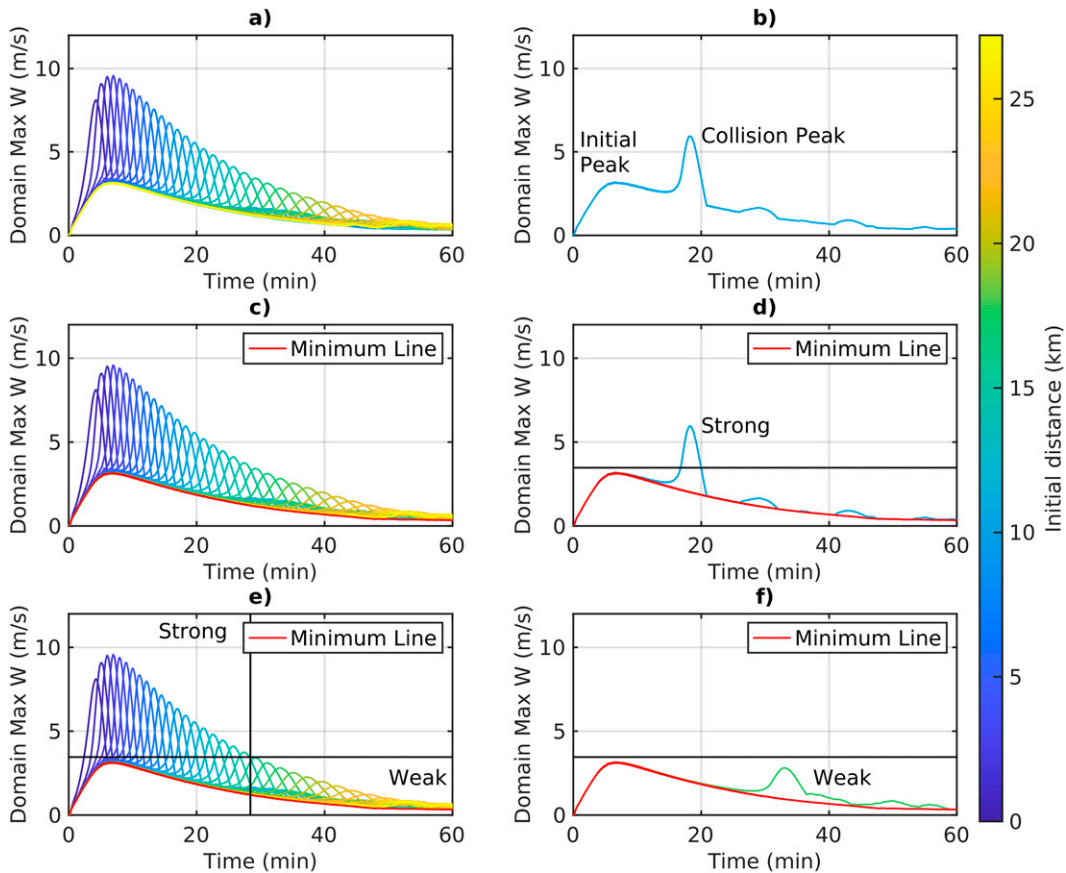 a)
Domain Max W (m/s)
10
5
0
0
20
40
60
Time (min)
b)
Domain Max W (m/s)
10
5
0
Initial
Peak
Collision Peak
0
20
40
60
Time (min)
c)
Domain Max W (m/s)
10
5
0
Minimum Line
0
20
40
60
Time (min)
d)
Domain Max W (m/s)
10
5
0
Minimum Line
Strong
0
20
40
60
Time (min)
e)
Domain Max W (m/s)
10
5
0
Strong
Minimum Line
Weak
0
20
40
60
Time (min)
f)
Domain Max W (m/s)
10
5
0
Minimum Line
Weak
0
20
40
60
Time (min)
25
20
15
10
5
0
Initial distance (km)